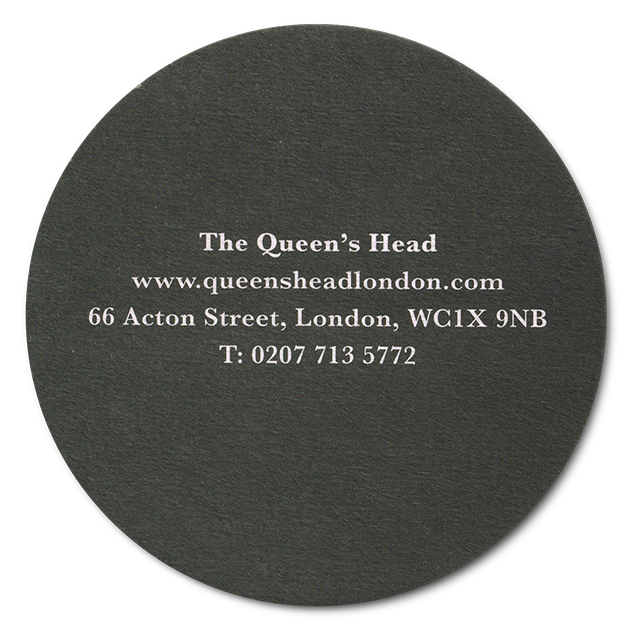 The Queen’s Head
www.queensheadlondon.com
66 Acton Street, London, WC1X 9NB
T: 0207 713 5772